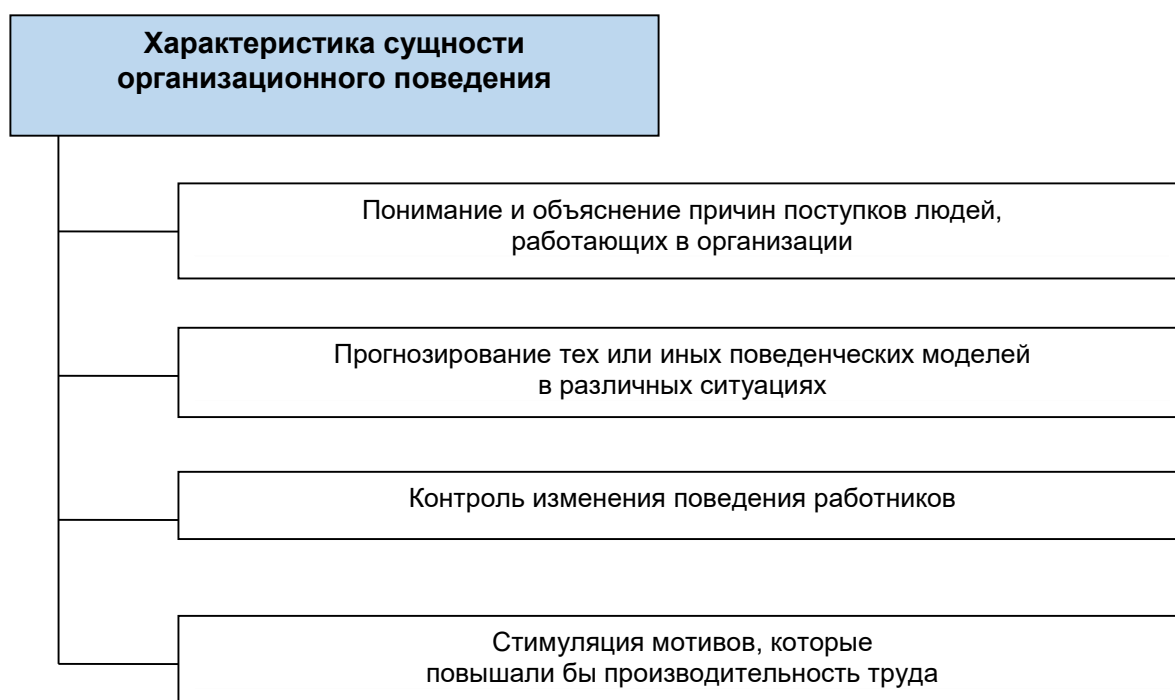 Характеристика сущности
организационного поведения
Понимание и объяснение причин поступков людей,
работающих в организации
Прогнозирование тех или иных поведенческих моделей
в различных ситуациях
Контроль изменения поведения работников
Стимуляция мотивов, которые
повышали бы производительность труда